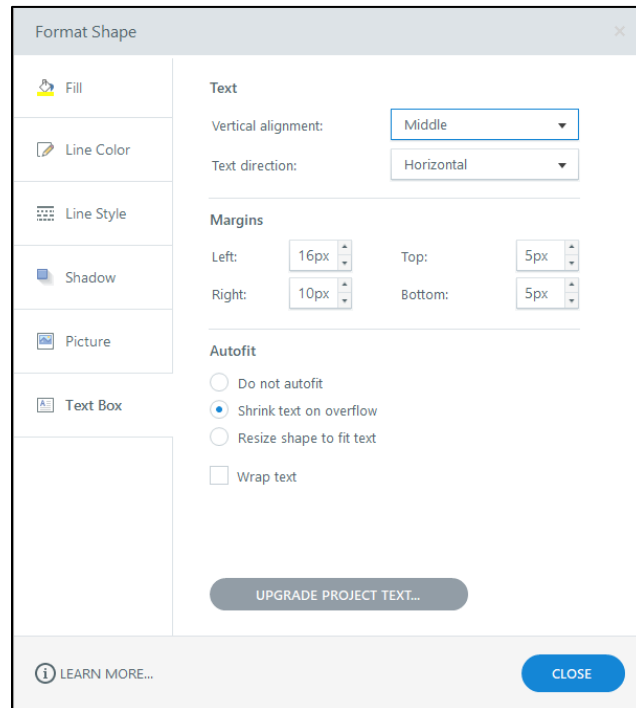 Format Shape
Fill
Line Color
Line Style
Shadow
Picture
Text Box
Text
Vertical alignment: Middle
Text direction: Horizontal
Margins
Left: 16px Top: 5px
Right: 10px Bottom: 5px
Autofit
Do not autofit
Shrink text on overflow
Resize shape to fit text
Wrap text
UPGRADE PROJECT TEXT...
LEARN MORE...
CLOSE